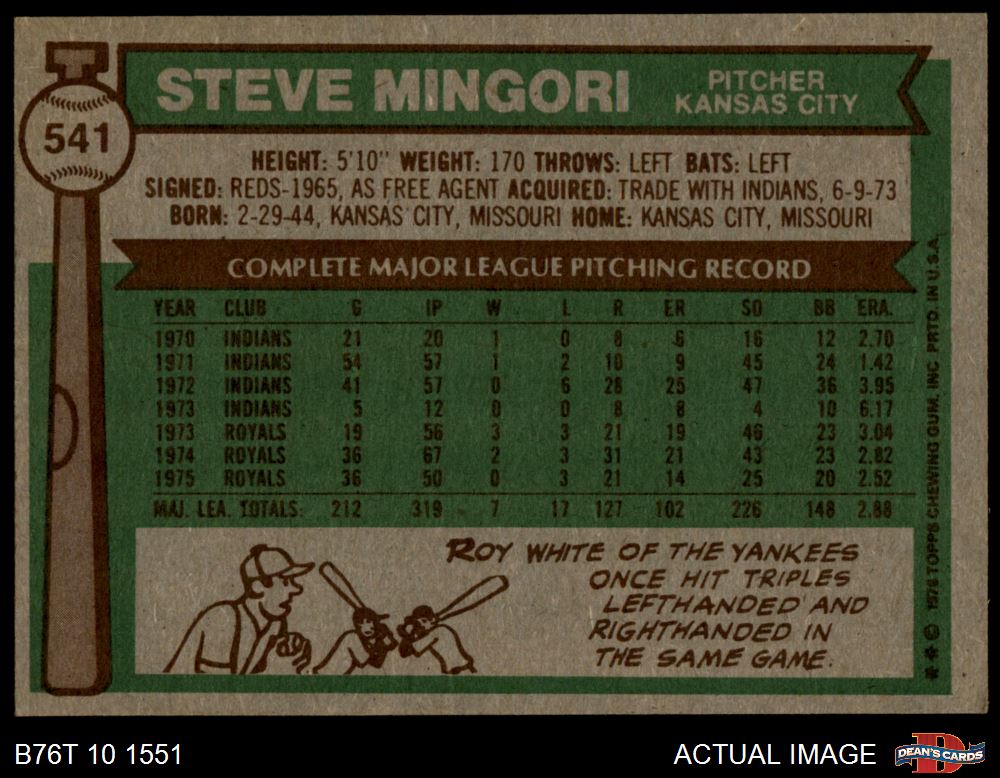 STEVE MINGORI
PITCHER
KANSAS CITY
541
HEIGHT: 5'10" WEIGHT: 170 THROWS: LEFT BATS: LEFT
SIGNED: REDS-1965, AS FREE AGENT ACQUIRED: TRADE WITH INDIANS, 6-9-73
BORN: 2-29-44, KANSAS CITY, MISSOURI HOME: KANSAS CITY, MISSOURI
COMPLETE MAJOR LEAGUE PITCHING RECORD
YEAR CLUB G IP W L R ER SO BB ERA.
1970 INDIANS 21 20 1 0 8 6 16 12 2.70
1971 INDIANS 54 57 1 2 10 9 45 24 1.42
1972 INDIANS 41 57 0 6 28 25 47 36 3.95
1973 INDIANS 5 12 0 0 8 8 4 10 6.17
1973 ROYALS 19 56 3 3 21 19 46 23 3.04
1974 ROYALS 36 67 2 3 31 21 43 23 2.82
1975 ROYALS 36 50 0 3 21 14 25 20 2.52
MAJ. LEA. TOTALS: 212 319 7 17 127 102 226 148 2.88
ROY WHITE OF THE YANKEES
ONCE HIT TRIPLES
LEFTHANDED AND
RIGHTHANDED IN
THE SAME GAME.
** © 1976 TOPPS CHEWING GUM, INC PRTD. IN U.S.A.
B76T 10 1551
ACTUAL IMAGE
DEAN'S CARDS